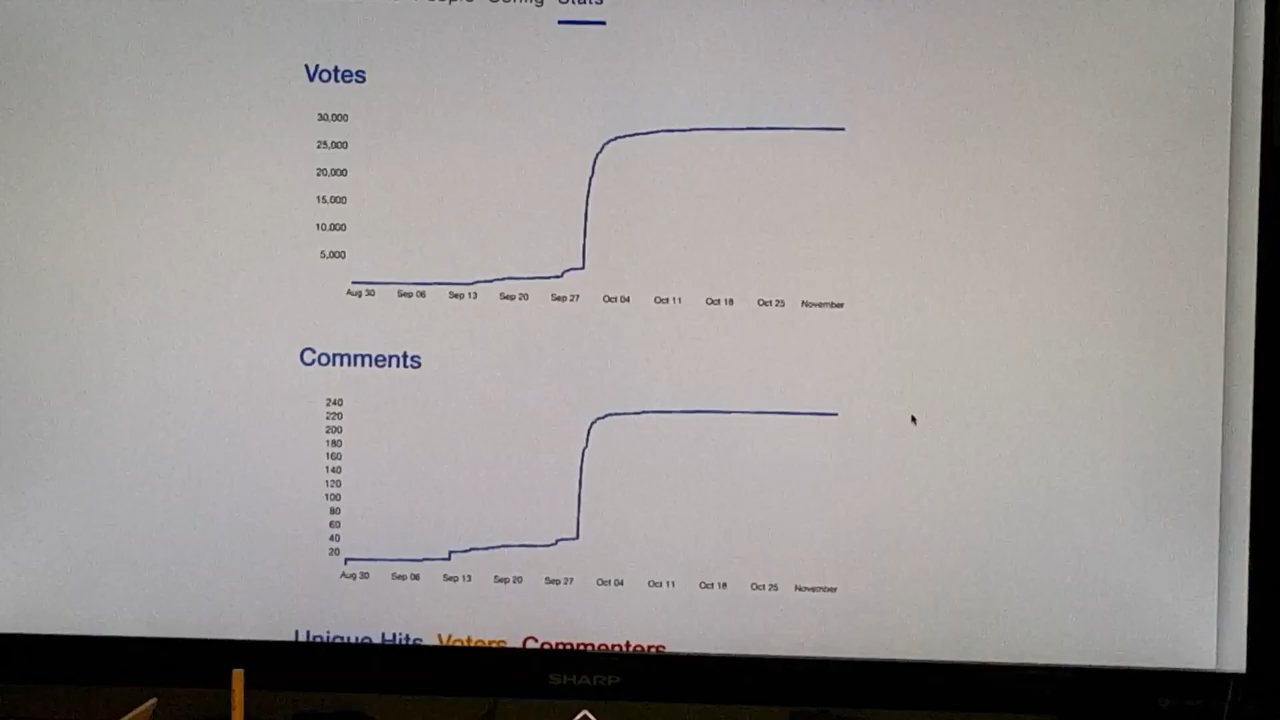 People Config Stats
Votes
30,000
25,000
20,000
15,000
10,000
5,000
Aug 30 Sep 06 Sep 13 Sep 20 Sep 27 Oct 04 Oct 11 Oct 18 Oct 25 November
Comments
240
220
200
180
160
140
120
100
80
60
40
20
Aug 30 Sep 06 Sep 13 Sep 20 Sep 27 Oct 04 Oct 11 Oct 18 Oct 25 November
Unique Hits, Voters, Commenters
SHARP